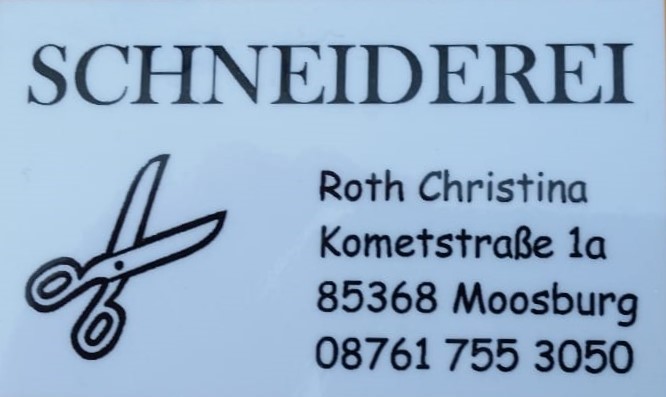 SCHNEIDEREI
Roth Christina
Kometstraße 1a
85368 Moosburg
08761 755 3050